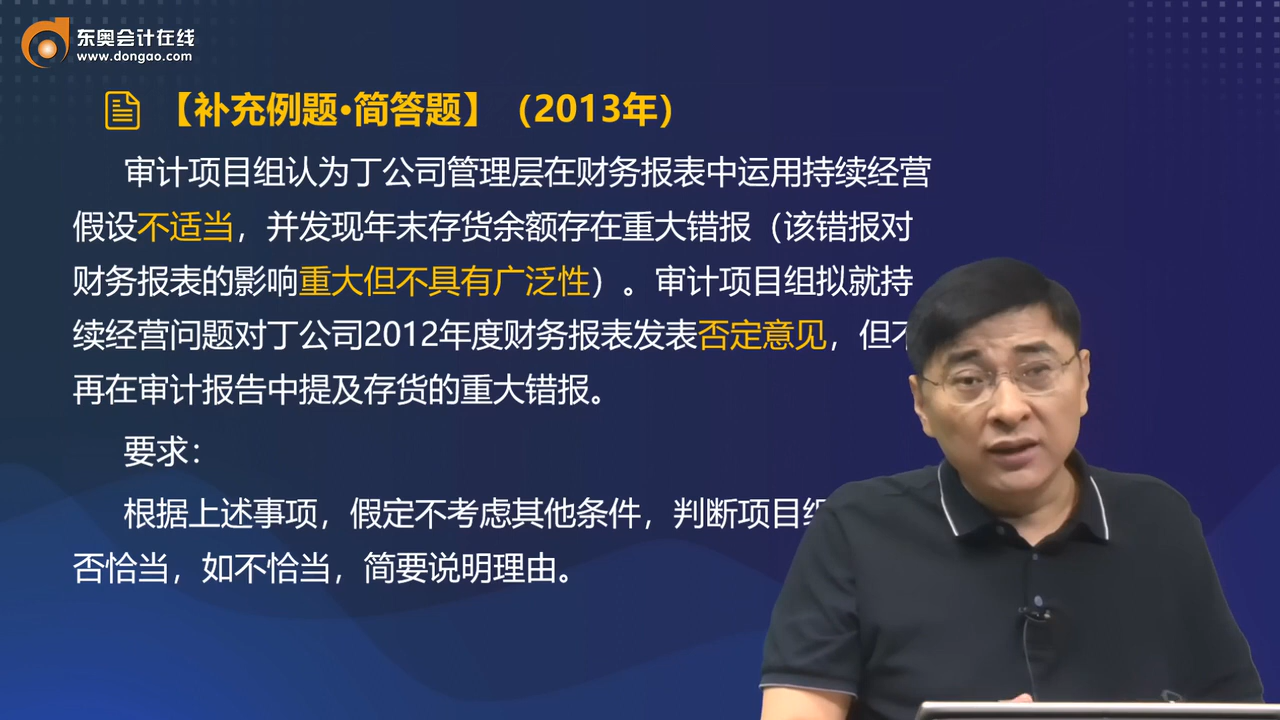 东奥会计在线
www.dongao.com
【补充例题·简答题】（2013年）
审计项目组认为丁公司管理层在财务报表中运用持续经营
假设不适当，并发现年末存货余额存在重大错报（该错报对
财务报表的影响重大但不具有广泛性）。审计项目组拟就持
续经营问题对丁公司2012年度财务报表发表否定意见，但不
再在审计报告中提及存货的重大错报。
要求：
根据上述事项，假定不考虑其他条件，判断项目组
否恰当，如不恰当，简要说明理由。